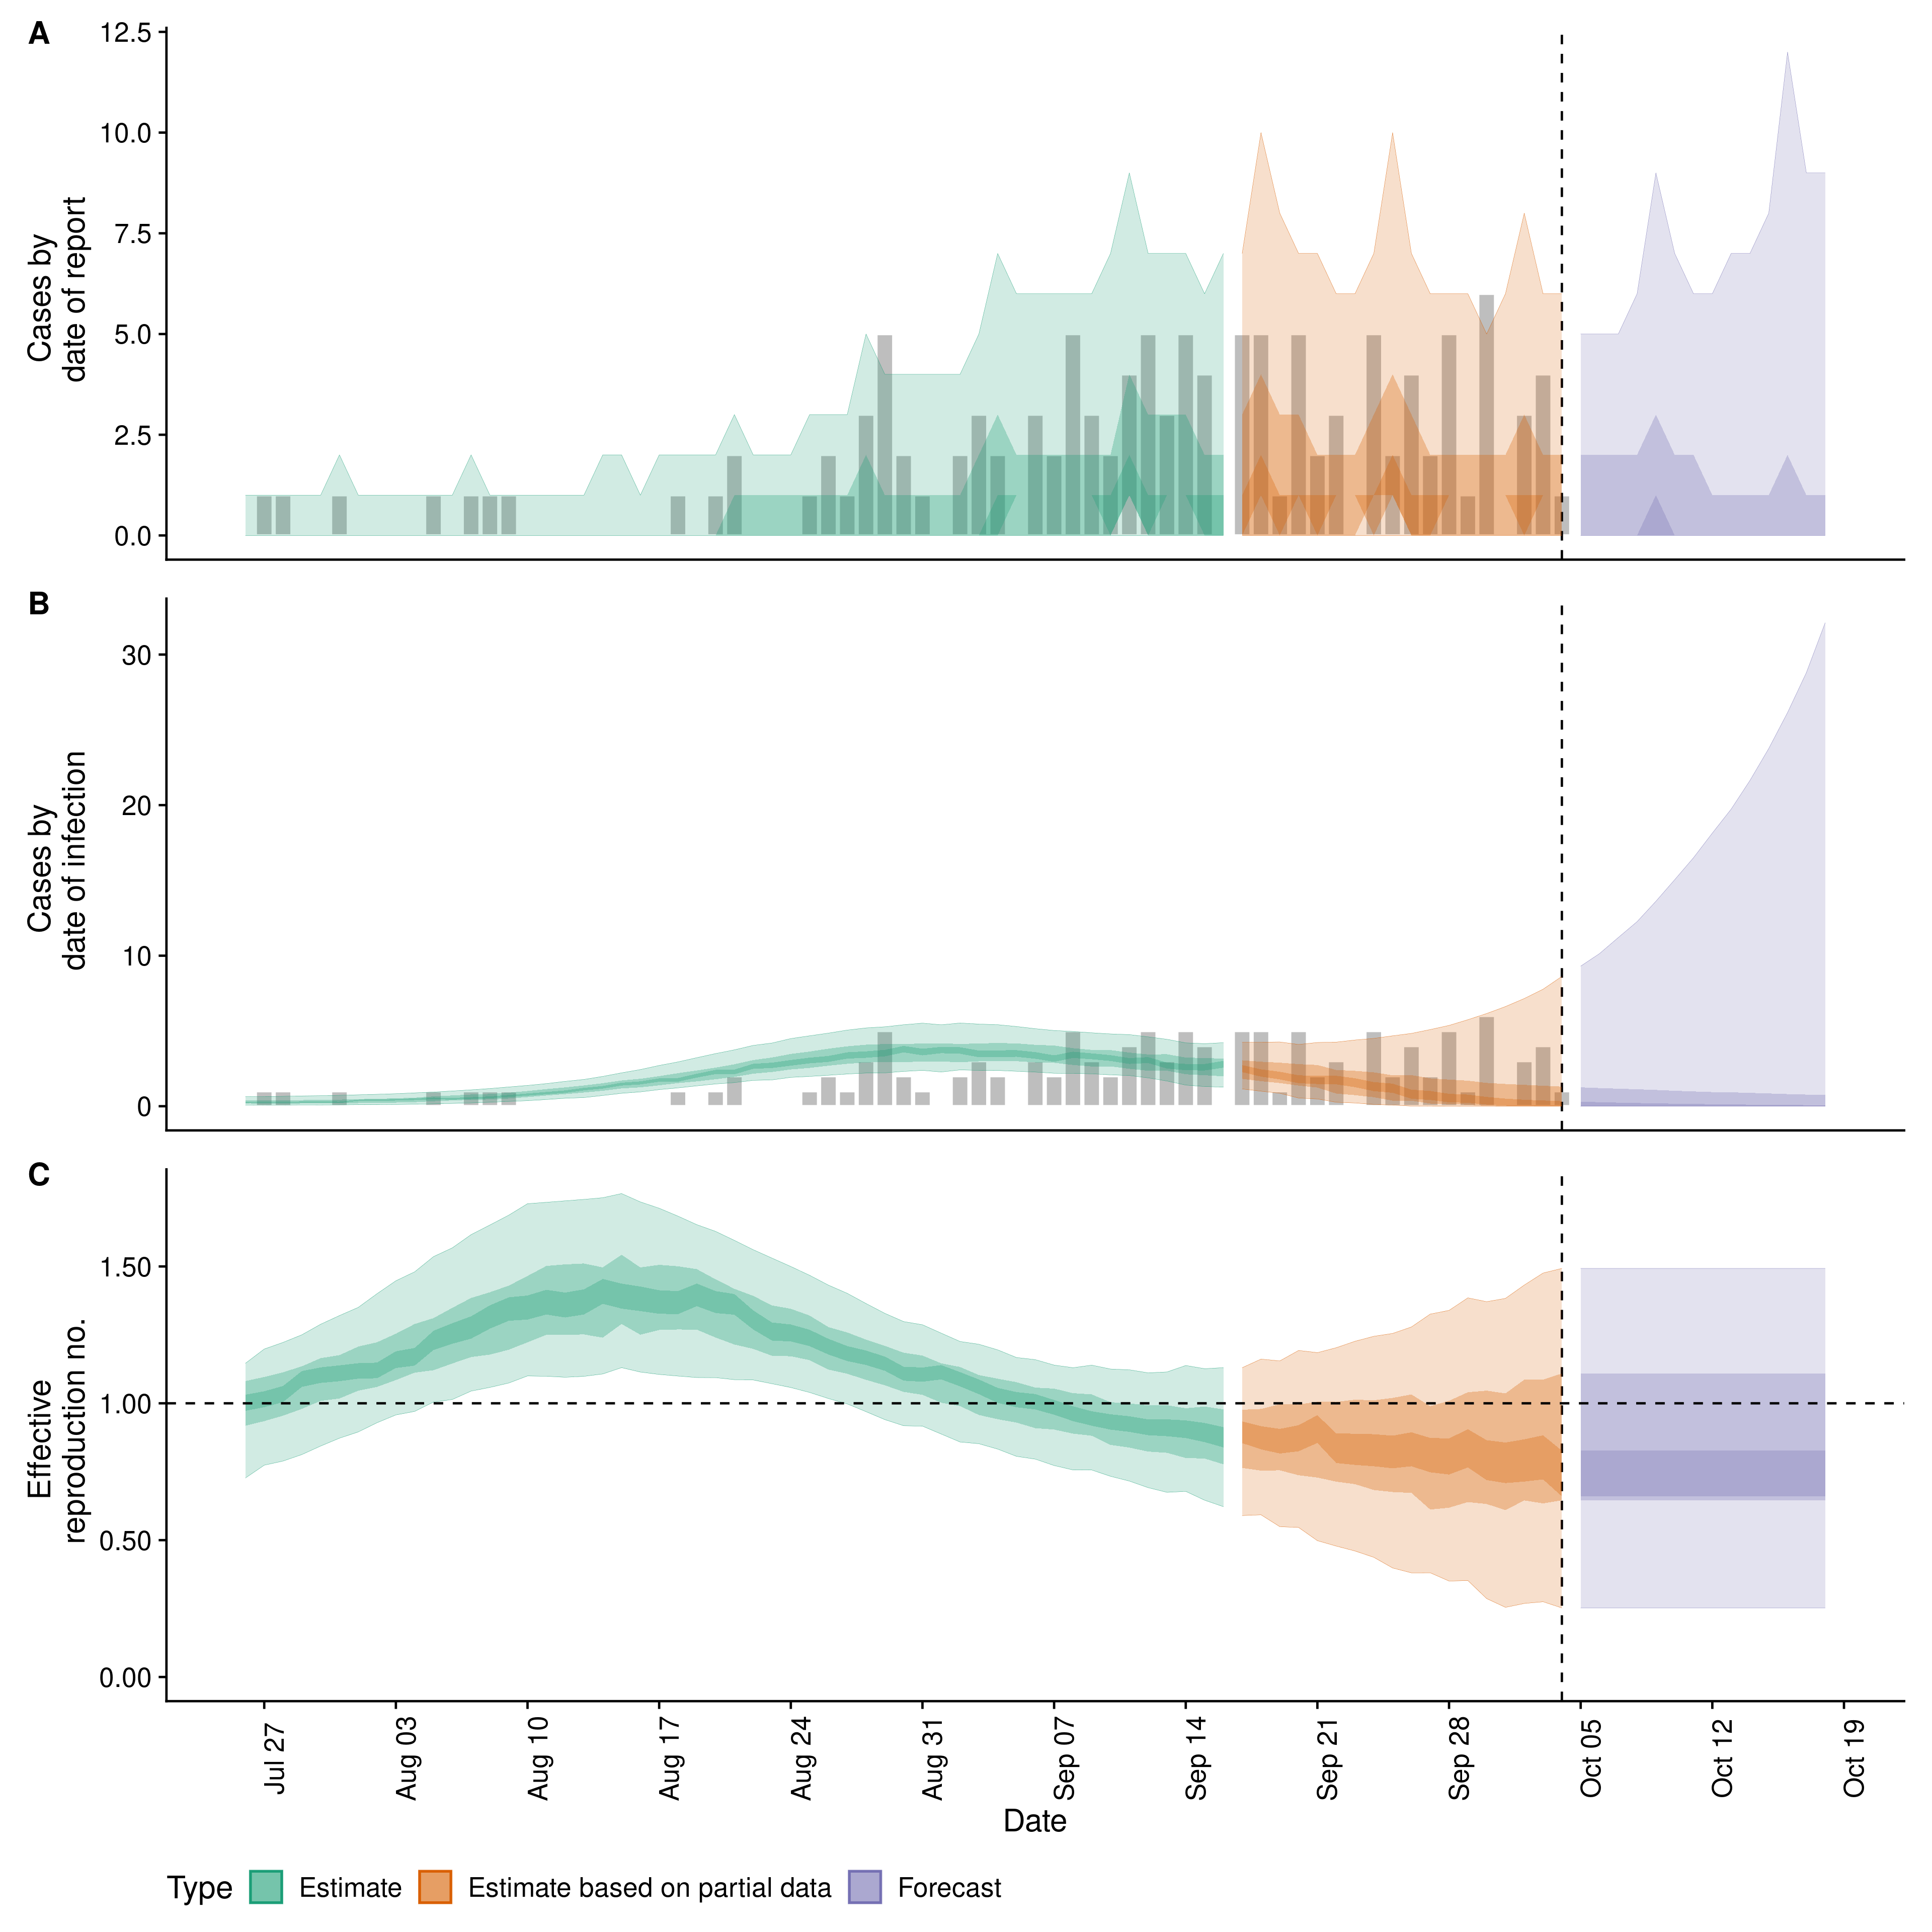 A
12.5
10.0
7.5
5.0
2.5
0.0
Cases by
date of report
B
30
20
10
0
Cases by
date of infection
C
1.50
1.00
0.50
0.00
Effective
reproduction no.
Jul 27
Aug 03
Aug 10
Aug 17
Aug 24
Aug 31
Sep 07
Sep 14
Sep 21
Sep 28
Oct 05
Oct 12
Oct 19
Date
Type Estimate Estimate based on partial data Forecast